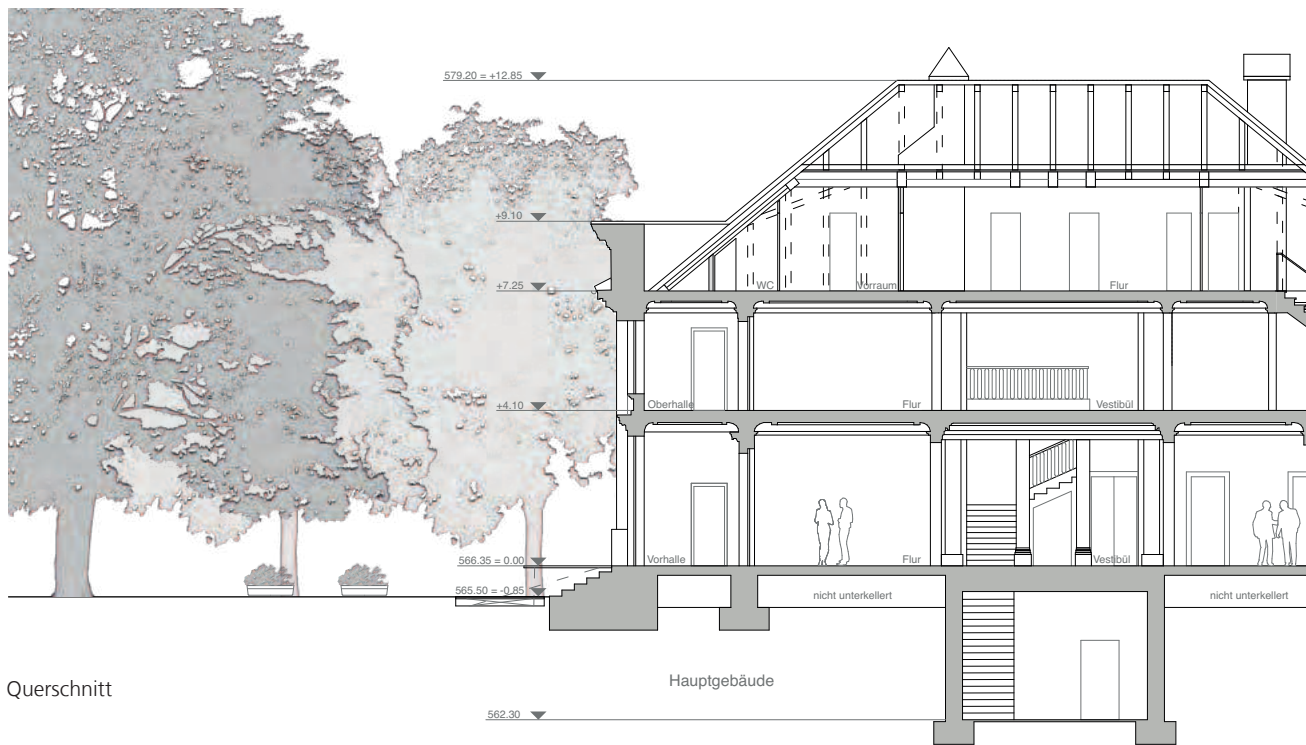 579.20 = +12.85
+9.10
+7.25
WC Vorraum Flur
+4.10
Oberhalle Flur Vestibül
566.35 = 0.00
Vorhalle Flur Vestibül
565.50 = -0.85
nicht unterkellert nicht unterkellert
Querschnitt
Hauptgebäude
562.30